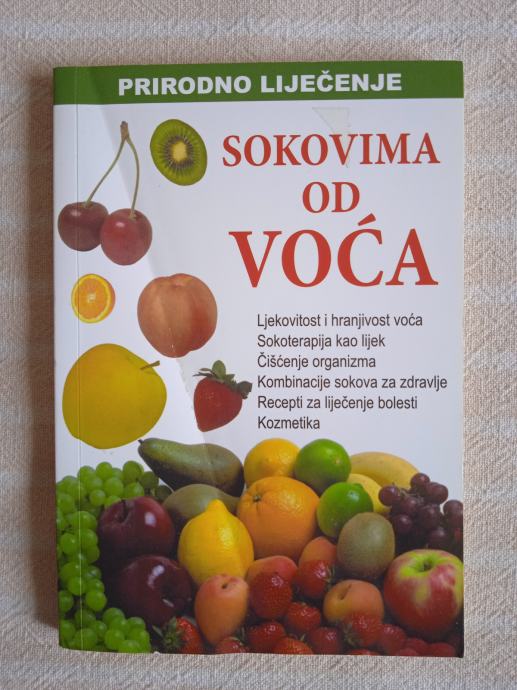 PRIRODNO LIJEČENJE
SOKOVIMA
OD
VOĆA
Ljekovitost i hranjivost voća
Sokoterapija kao lijek
Čišćenje organizma
Kombinacije sokova za zdravlje
Recepti za liječenje bolesti
Kozmetika